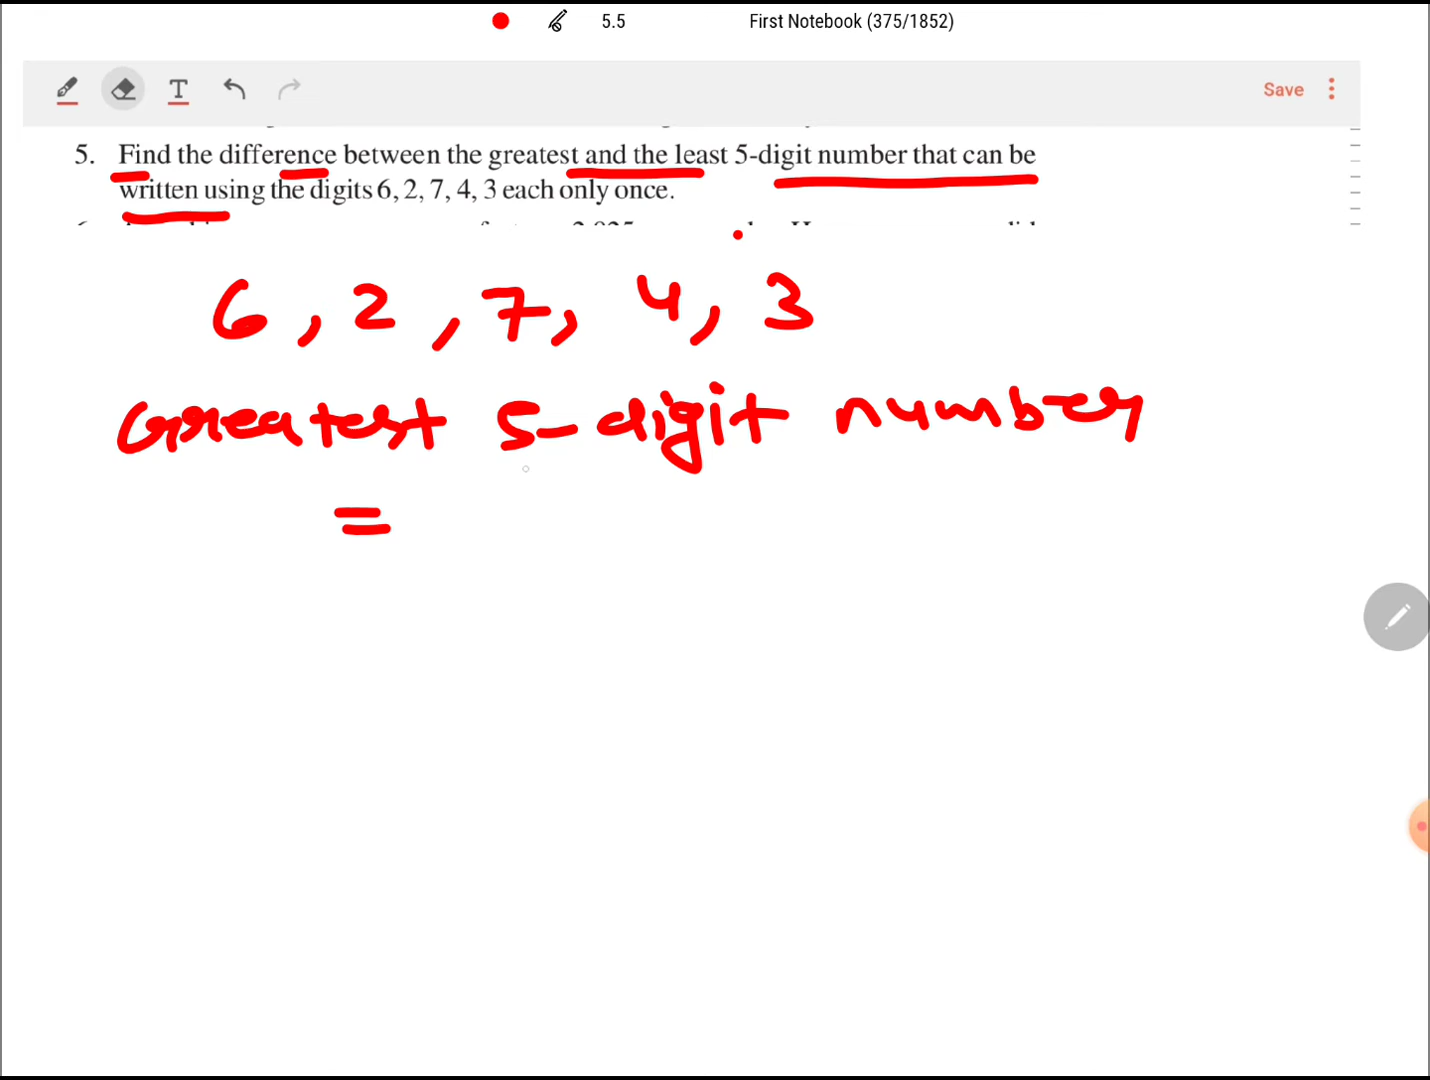 5.5 First Notebook (375/1852)
T Save
5. Find the difference between the greatest and the least 5-digit number that can be
written using the digits 6, 2, 7, 4, 3 each only once.
6, 2, 7, 4, 3
Greatest 5-digit number
=